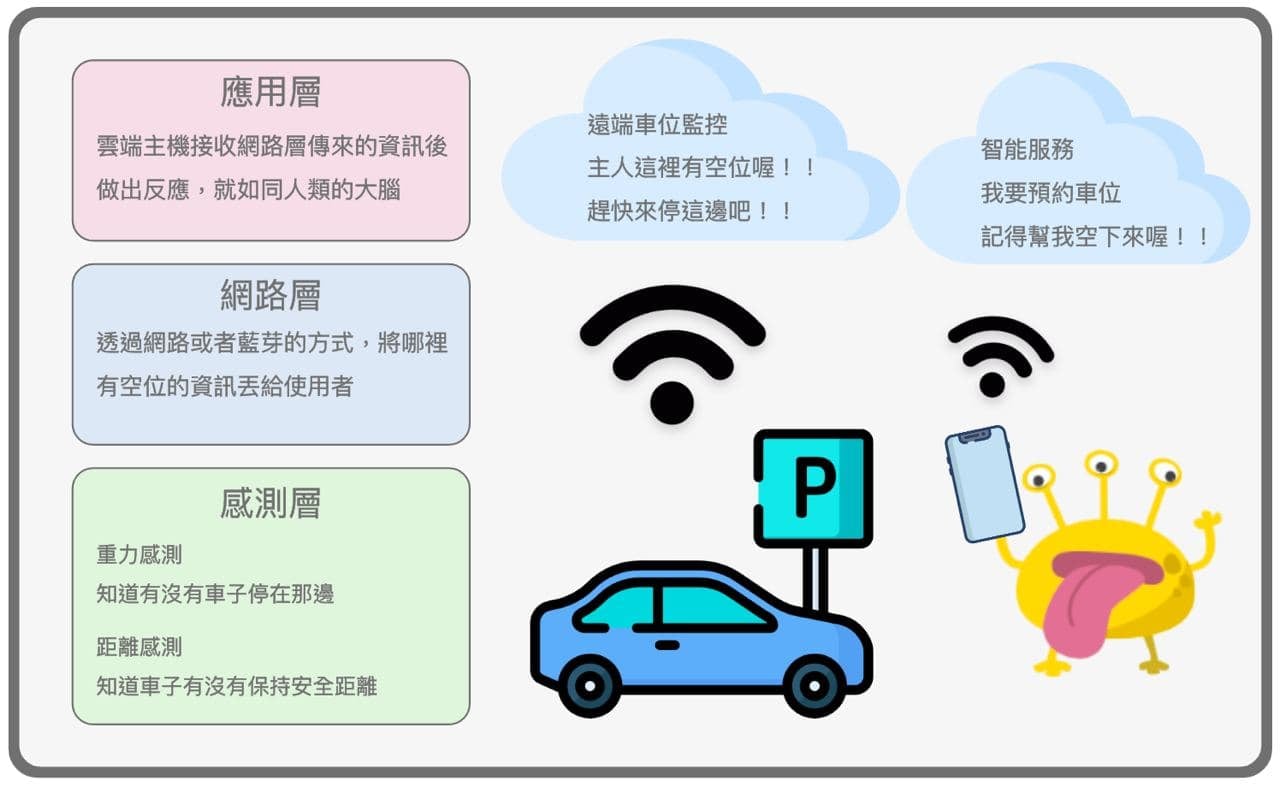 應用層
雲端主機接收網路層傳來的資訊後
做出反應，就如同人類的大腦
遠端車位監控
主人這裡有空位喔！！
趕快來停這邊吧！！
智能服務
我要預約車位
記得幫我空下來喔！！
網路層
透過網路或者藍芽的方式，將哪裡
有空位的資訊丟給使用者
感測層
重力感測
知道有沒有車子停在那邊
距離感測
知道車子有沒有保持安全距離
P